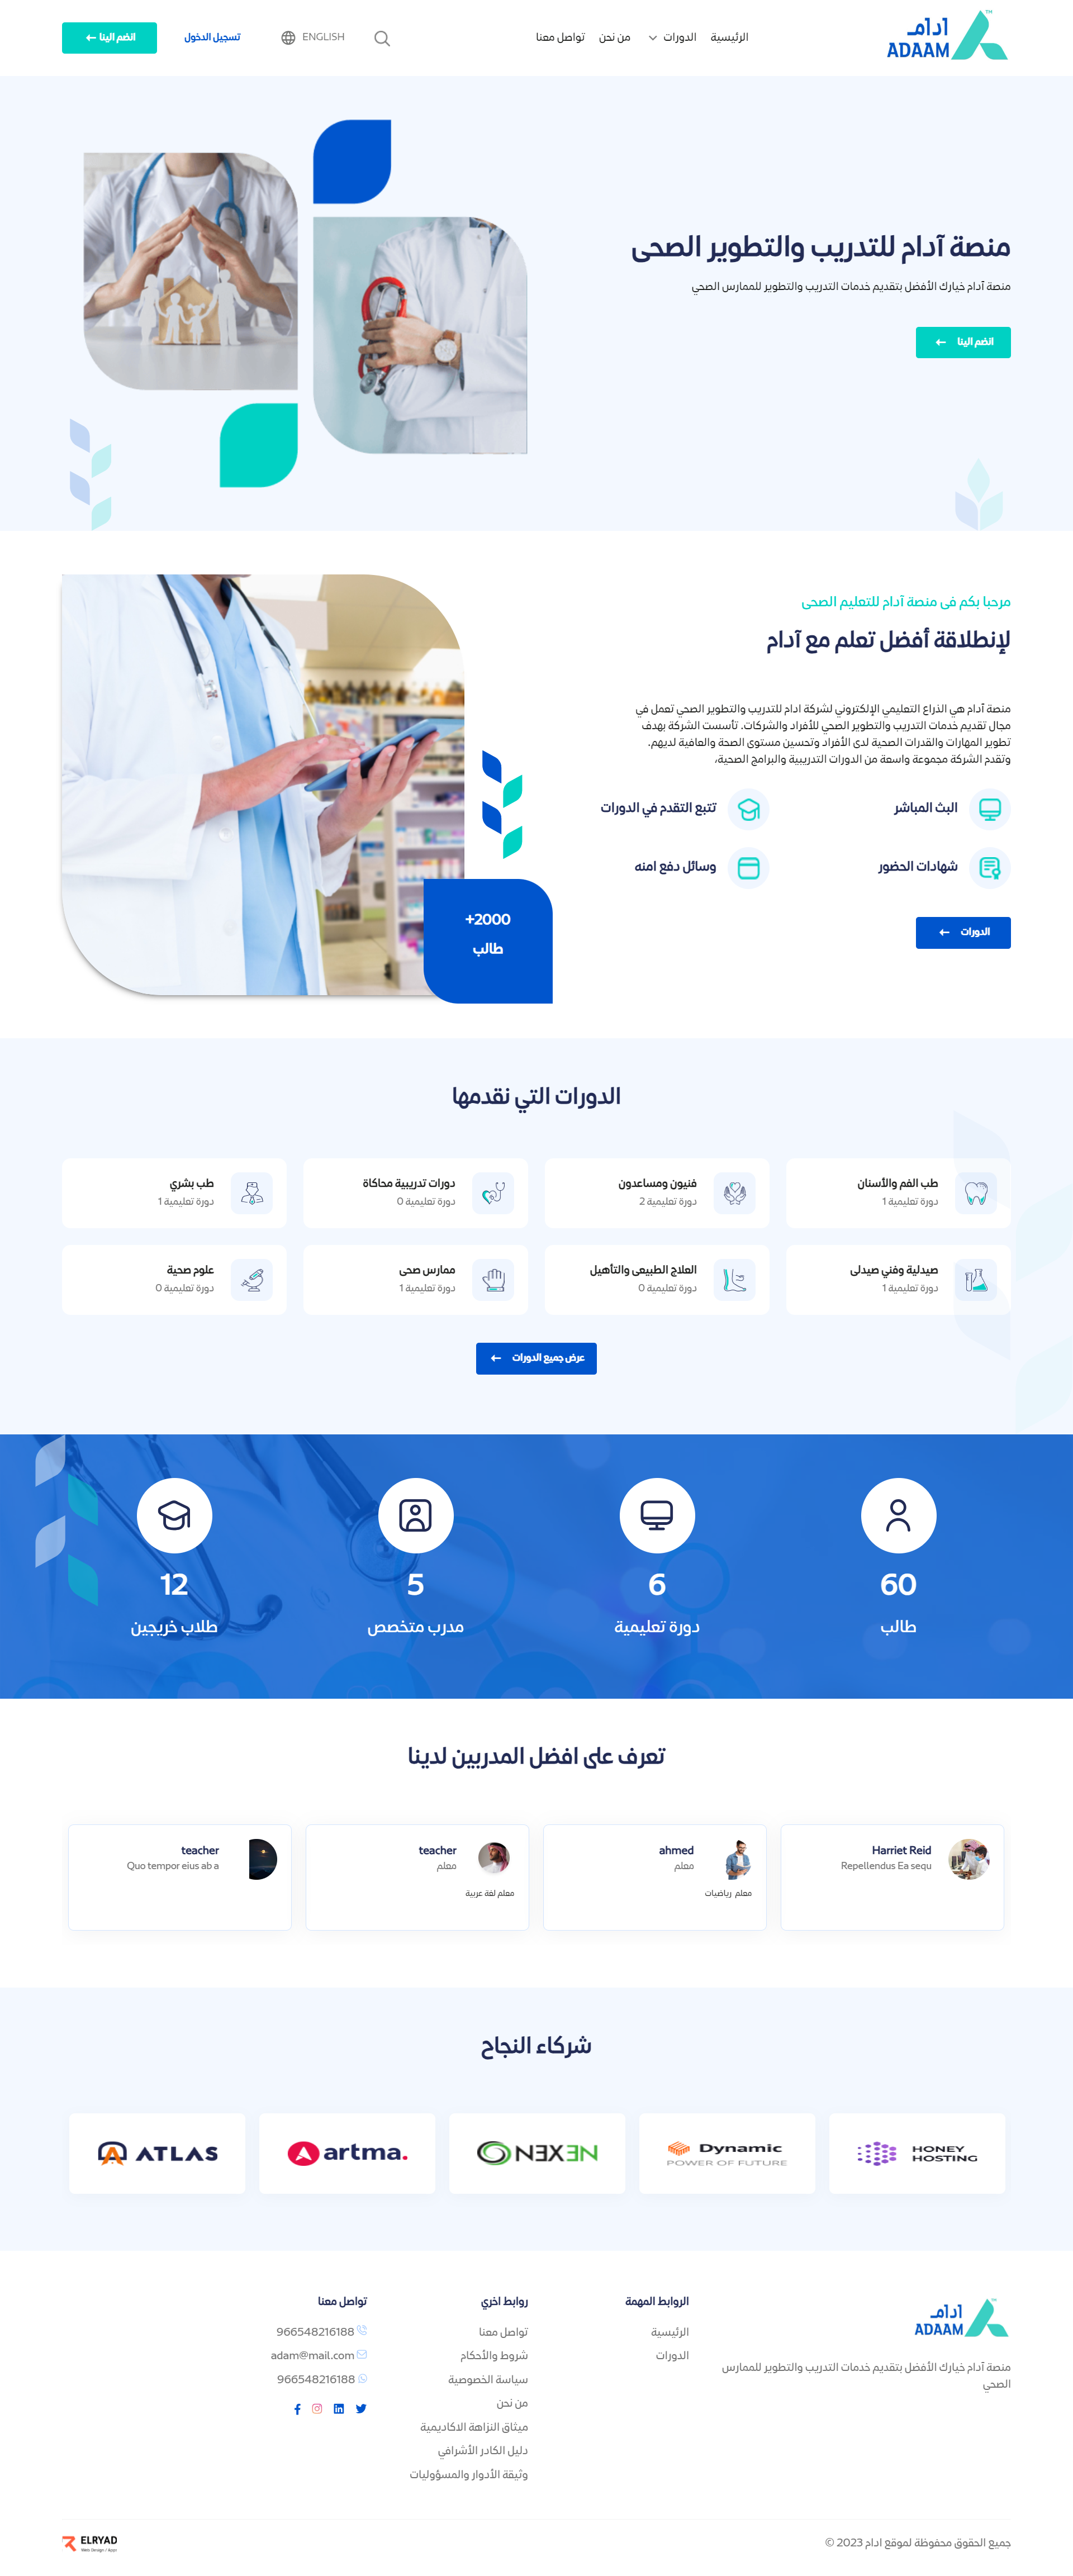 آدامـ
ADAAM
TM
الرئيسية
الدورات
من نحن
تواصل معنا
ENGLISH
تسجيل الدخول
انضم الينا
منصة آدام للتدريب والتطوير الصحى
منصة آدام خيارك الأفضل بتقديم خدمات التدريب والتطوير للممارس الصحي
انضم الينا
مرحبا بكم فى منصة آدام للتعليم الصحى
لإنطلاقة أفضل تعلم مع آدام
منصة آدام هي الذراع التعليمي الإلكتروني لشركة ادام للتدريب والتطوير الصحي تعمل في
مجال تقديم خدمات التدريب والتطوير الصحي للأفراد والشركات. تأسست الشركة بهدف
تطوير المهارات والقدرات الصحية لدى الأفراد وتحسين مستوى الصحة والعافية لديهم.
وتقدم الشركة مجموعة واسعة من الدورات التدريبية والبرامج الصحية،
البث المباشر
تتبع التقدم في الدورات
شهادات الحضور
وسائل دفع امنه
الدورات
+2000
طالب
الدورات التي نقدمها
طب الفم والأسنان
دورة تعليمية 1
فنيون ومساعدون
دورة تعليمية 2
دورات تدريبية محاكاة
دورة تعليمية 0
طب بشري
دورة تعليمية 1
صيدلية وفني صيدلى
دورة تعليمية 1
العلاج الطبيعى والتأهيل
دورة تعليمية 0
ممارس صحى
دورة تعليمية 1
علوم صحية
دورة تعليمية 0
عرض جميع الدورات
60
طالب
6
دورة تعليمية
5
مدرب متخصص
12
طلاب خريجين
تعرف على افضل المدربين لدينا
Harriet Reid
Repellendus Ea sequ
ahmed
معلم
معلم رياضيات
teacher
معلم
معلم لغة عربية
teacher
Quo tempor eius ab a
شركاء النجاح
HONEY
HOSTING
Dynamic
POWER OF FUTURE
NEXEN
artma.
ATLAS
آدامـ
ADAAM
TM
منصة آدام خيارك الأفضل بتقديم خدمات التدريب والتطوير للممارس
الصحي
الروابط المهمة
الرئيسية
الدورات
روابط اخري
تواصل معنا
شروط والأحكام
سياسة الخصوصية
من نحن
ميثاق النزاهة الاكاديمية
دليل الكادر الأشرافي
وثيقة الأدوار والمسؤوليات
تواصل معنا
966548216188
adam@mail.com
966548216188
جميع الحقوق محفوظة لموقع ادام 2023 ©
ELRYAD
Web Design / Apps